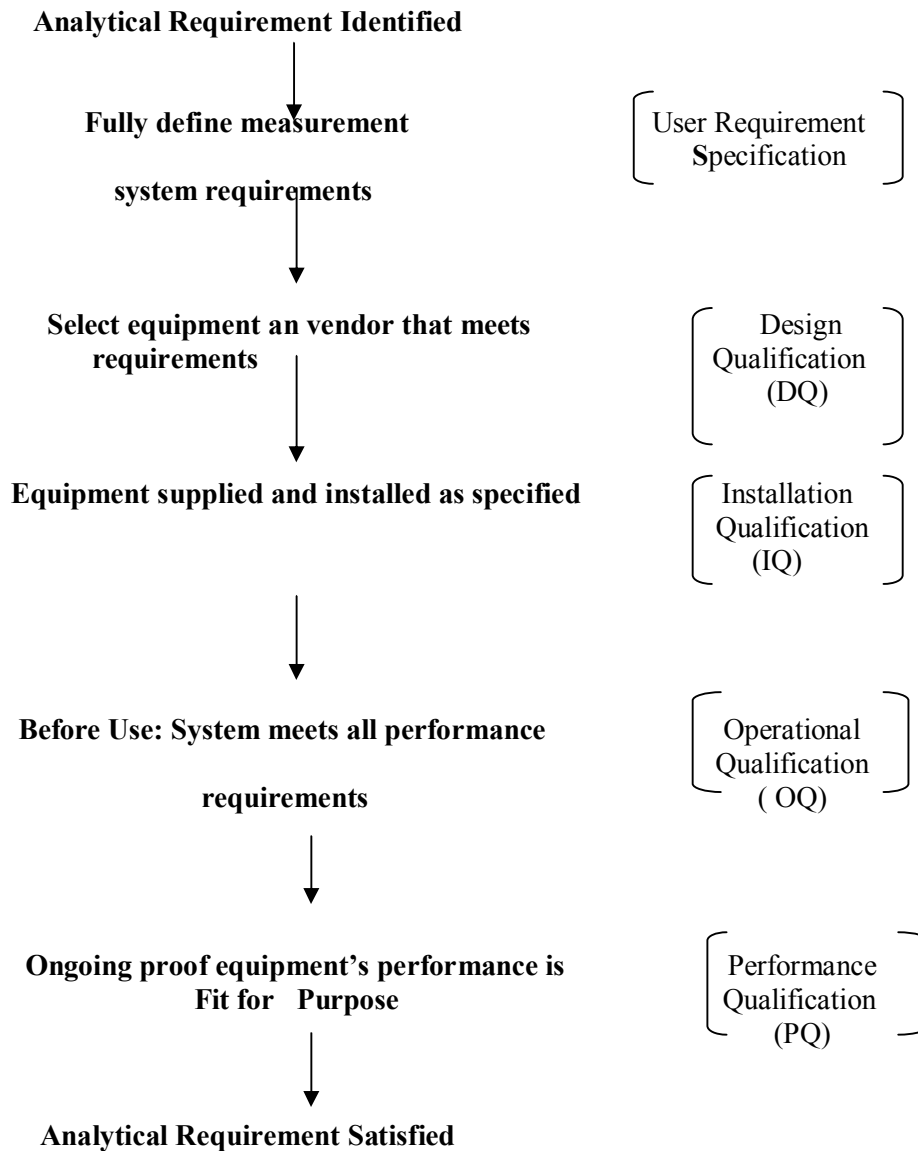 Analytical Requirement Identified
Fully define measurement
system requirements
User Requirement
Specification
Select equipment an vendor that meets
requirements
Design
Qualification
(DQ)
Equipment supplied and installed as specified
Installation
Qualification
(IQ)
Before Use: System meets all performance
requirements
Operational
Qualification
( OQ)
Ongoing proof equipment’s performance is
Fit for Purpose
Performance
Qualification
(PQ)
Analytical Requirement Satisfied